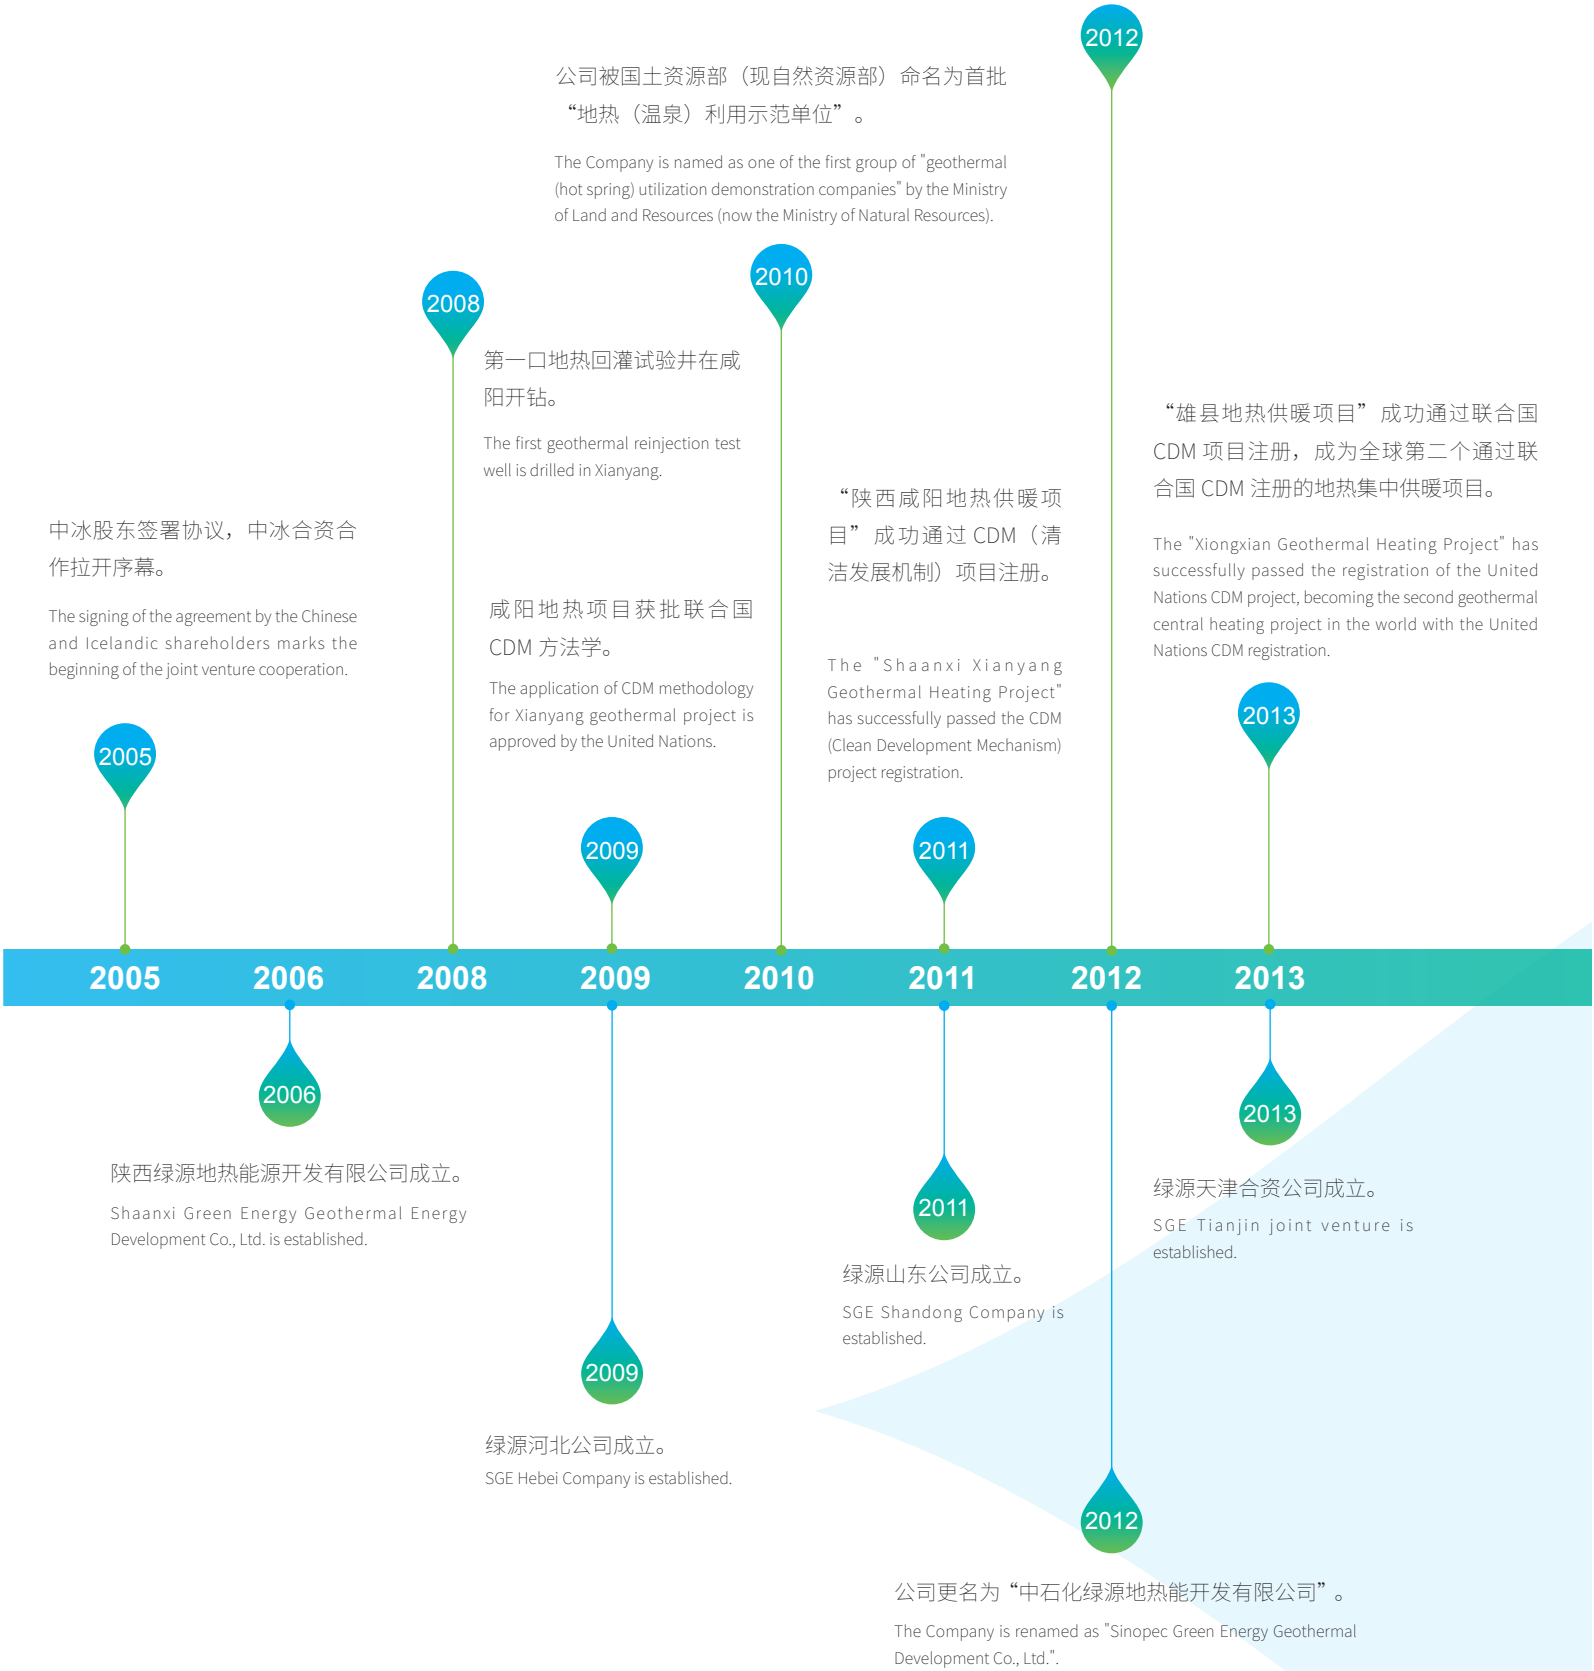 2012
公司被国土资源部（现自然资源部）命名为首批
“地热（温泉）利用示范单位”。
The Company is named as one of the first group of "geothermal
(hot spring) utilization demonstration companies" by the Ministry
of Land and Resources (now the Ministry of Natural Resources).
2010
2008
第一口地热回灌试验井在咸
阳开钻。
The first geothermal reinjection test
well is drilled in Xianyang.
“雄县地热供暖项目”成功通过联合国
CDM 项目注册，成为全球第二个通过联
合国 CDM 注册的地热集中供暖项目。
The "Xiongxian Geothermal Heating Project" has
successfully passed the registration of the United
Nations CDM project, becoming the second geothermal
central heating project in the world with the United
Nations CDM registration.
2013
“陕西咸阳地热供暖项
目”成功通过 CDM（清
洁发展机制）项目注册。
The "Shaanxi Xianyang
Geothermal Heating Project"
has successfully passed the CDM
(Clean Development Mechanism)
project registration.
2011
中冰股东签署协议，中冰合资合
作拉开序幕。
The signing of the agreement by the Chinese
and Icelandic shareholders marks the
beginning of the joint venture cooperation.
2005
咸阳地热项目获批联合国
CDM 方法学。
The application of CDM methodology
for Xianyang geothermal project is
approved by the United Nations.
2009
2005 2006 2008 2009 2010 2011 2012 2013
2006
陕西绿源地热能源开发有限公司成立。
Shaanxi Green Energy Geothermal Energy
Development Co., Ltd. is established.
2009
绿源河北公司成立。
SGE Hebei Company is established.
2011
绿源山东公司成立。
SGE Shandong Company is
established.
2013
绿源天津合资公司成立。
SGE Tianjin joint venture is
established.
2012
公司更名为“中石化绿源地热能开发有限公司”。
The Company is renamed as "Sinopec Green Energy Geothermal
Development Co., Ltd.".